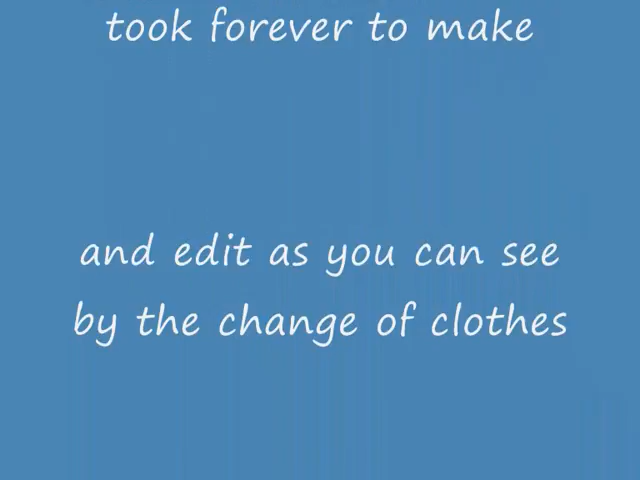 took forever to make
and edit as you can see
by the change of clothes